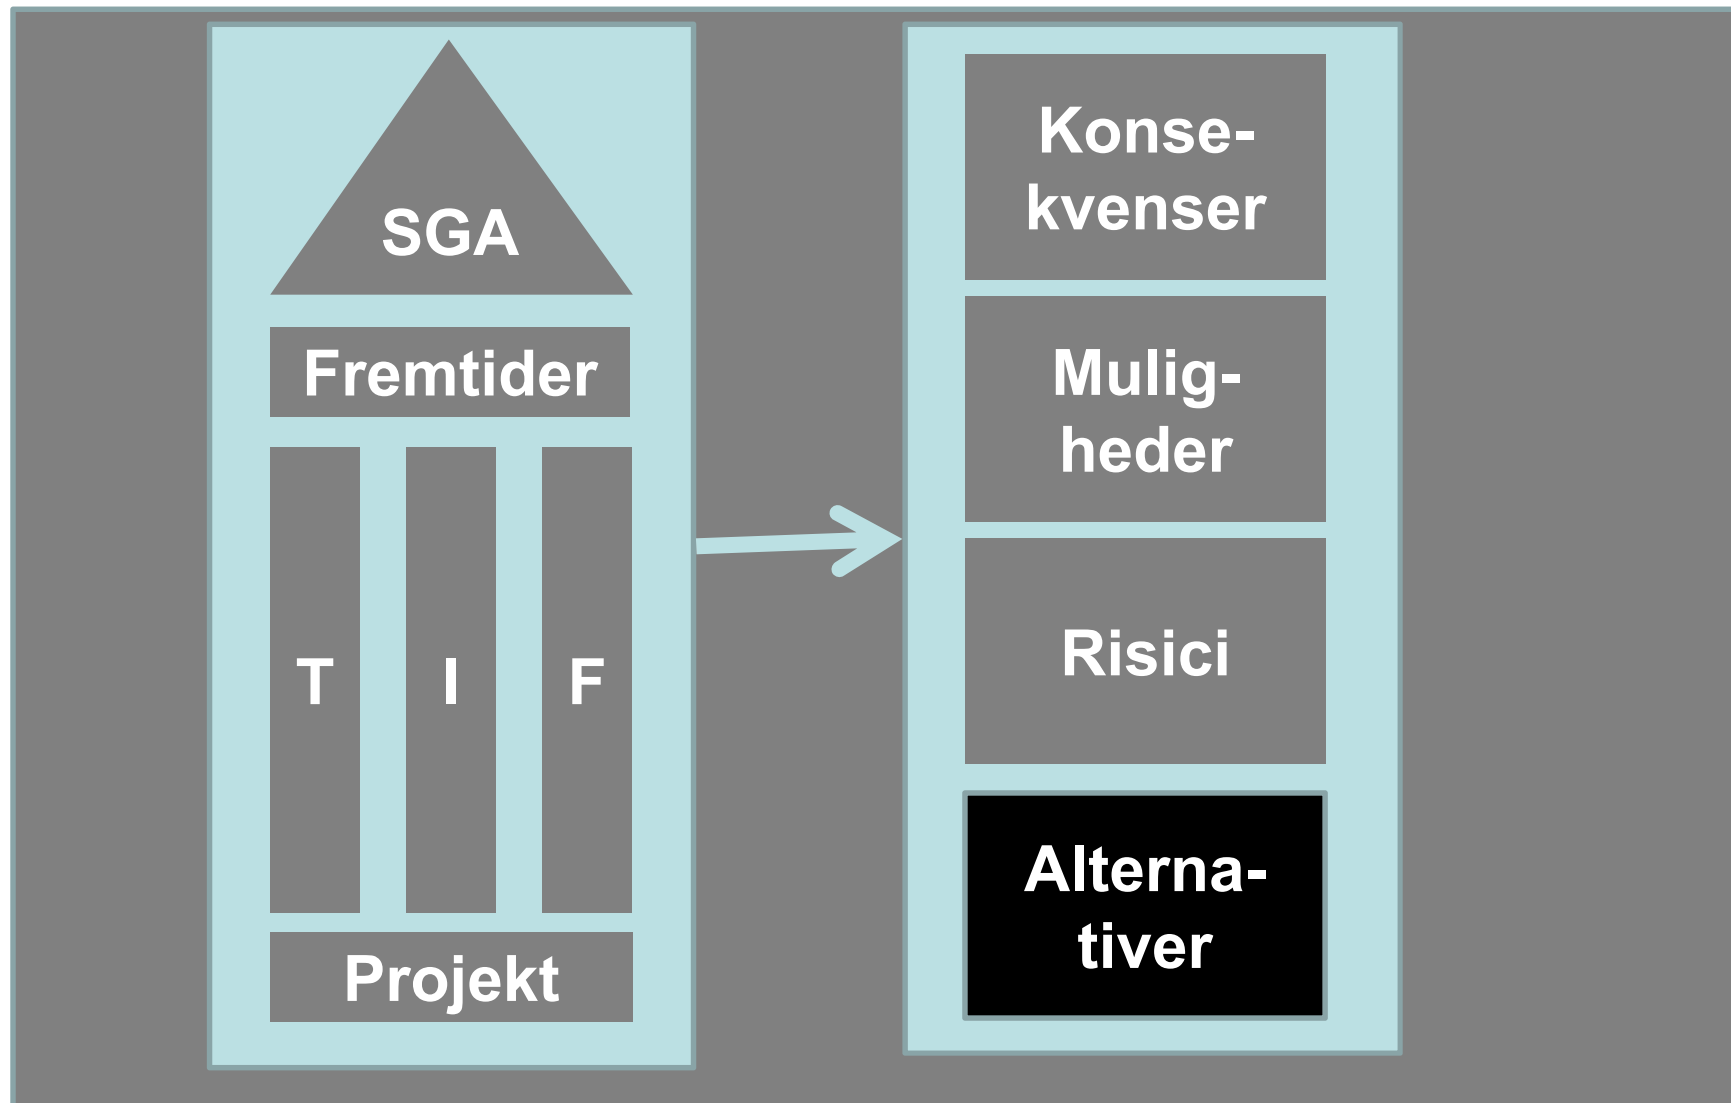 SGA
Fremtider
T I F
Projekt
Konse-
kvenser
Mulig-
heder
Risici
Alterna-
tiver